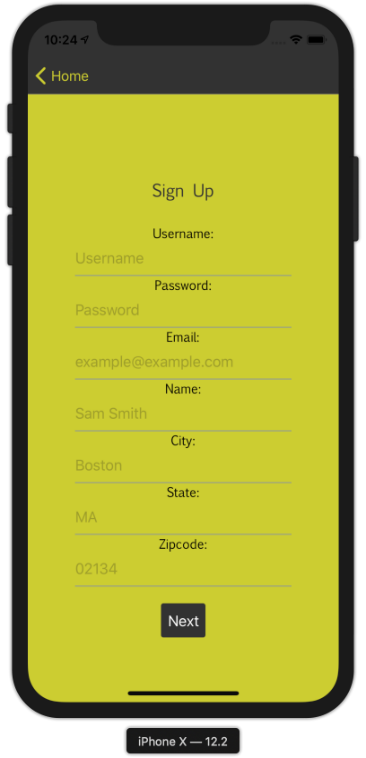 10:24
Home
Sign Up
Username:
Username
Password:
Password
Email:
example@example.com
Name:
Sam Smith
City:
Boston
State:
MA
Zipcode:
02134
Next
iPhone X — 12.2